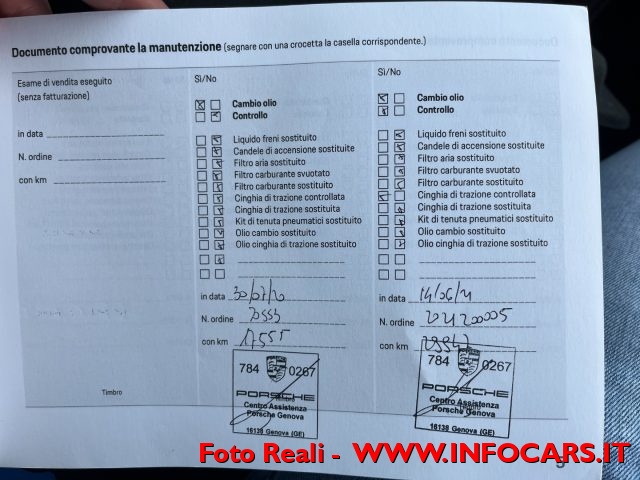 Documento comprovante la manutenzione (segnare con una crocetta la casella corrispondente.)
Esame di vendita eseguito
(senza fatturazione)
in data
N. ordine
con km
Timbro
Sì/No
Cambio olio
Controllo
Liquido freni sostituito
Candele di accensione sostituite
Filtro aria sostituito
Filtro carburante svuotato
Filtro carburante sostituito
Cinghia di trazione controllata
Cinghia di trazione sostituita
Kit di tenuta pneumatici sostituito
Olio cambio sostituito
Olio cinghia di trazione sostituito
in data 30/07/20
N. ordine
con km 17555
784 0267
PORSCHE
Centro Assistenza
Porsche Genova
16138 Genova (GE)
Sì/No
Cambio olio
Controllo
Liquido freni sostituito
Candele di accensione sostituite
Filtro aria sostituito
Filtro carburante svuotato
Filtro carburante sostituito
Cinghia di trazione controllata
Cinghia di trazione sostituita
Kit di tenuta pneumatici sostituito
Olio cambio sostituito
Olio cinghia di trazione sostituito
in data 14/06/21
N. ordine
con km
784 0267
PORSCHE
Timbro
Centro Assistenza
Porsche Genova
16138 Genova (GE)
5
Foto Reali - WWW.INFOCARS.IT